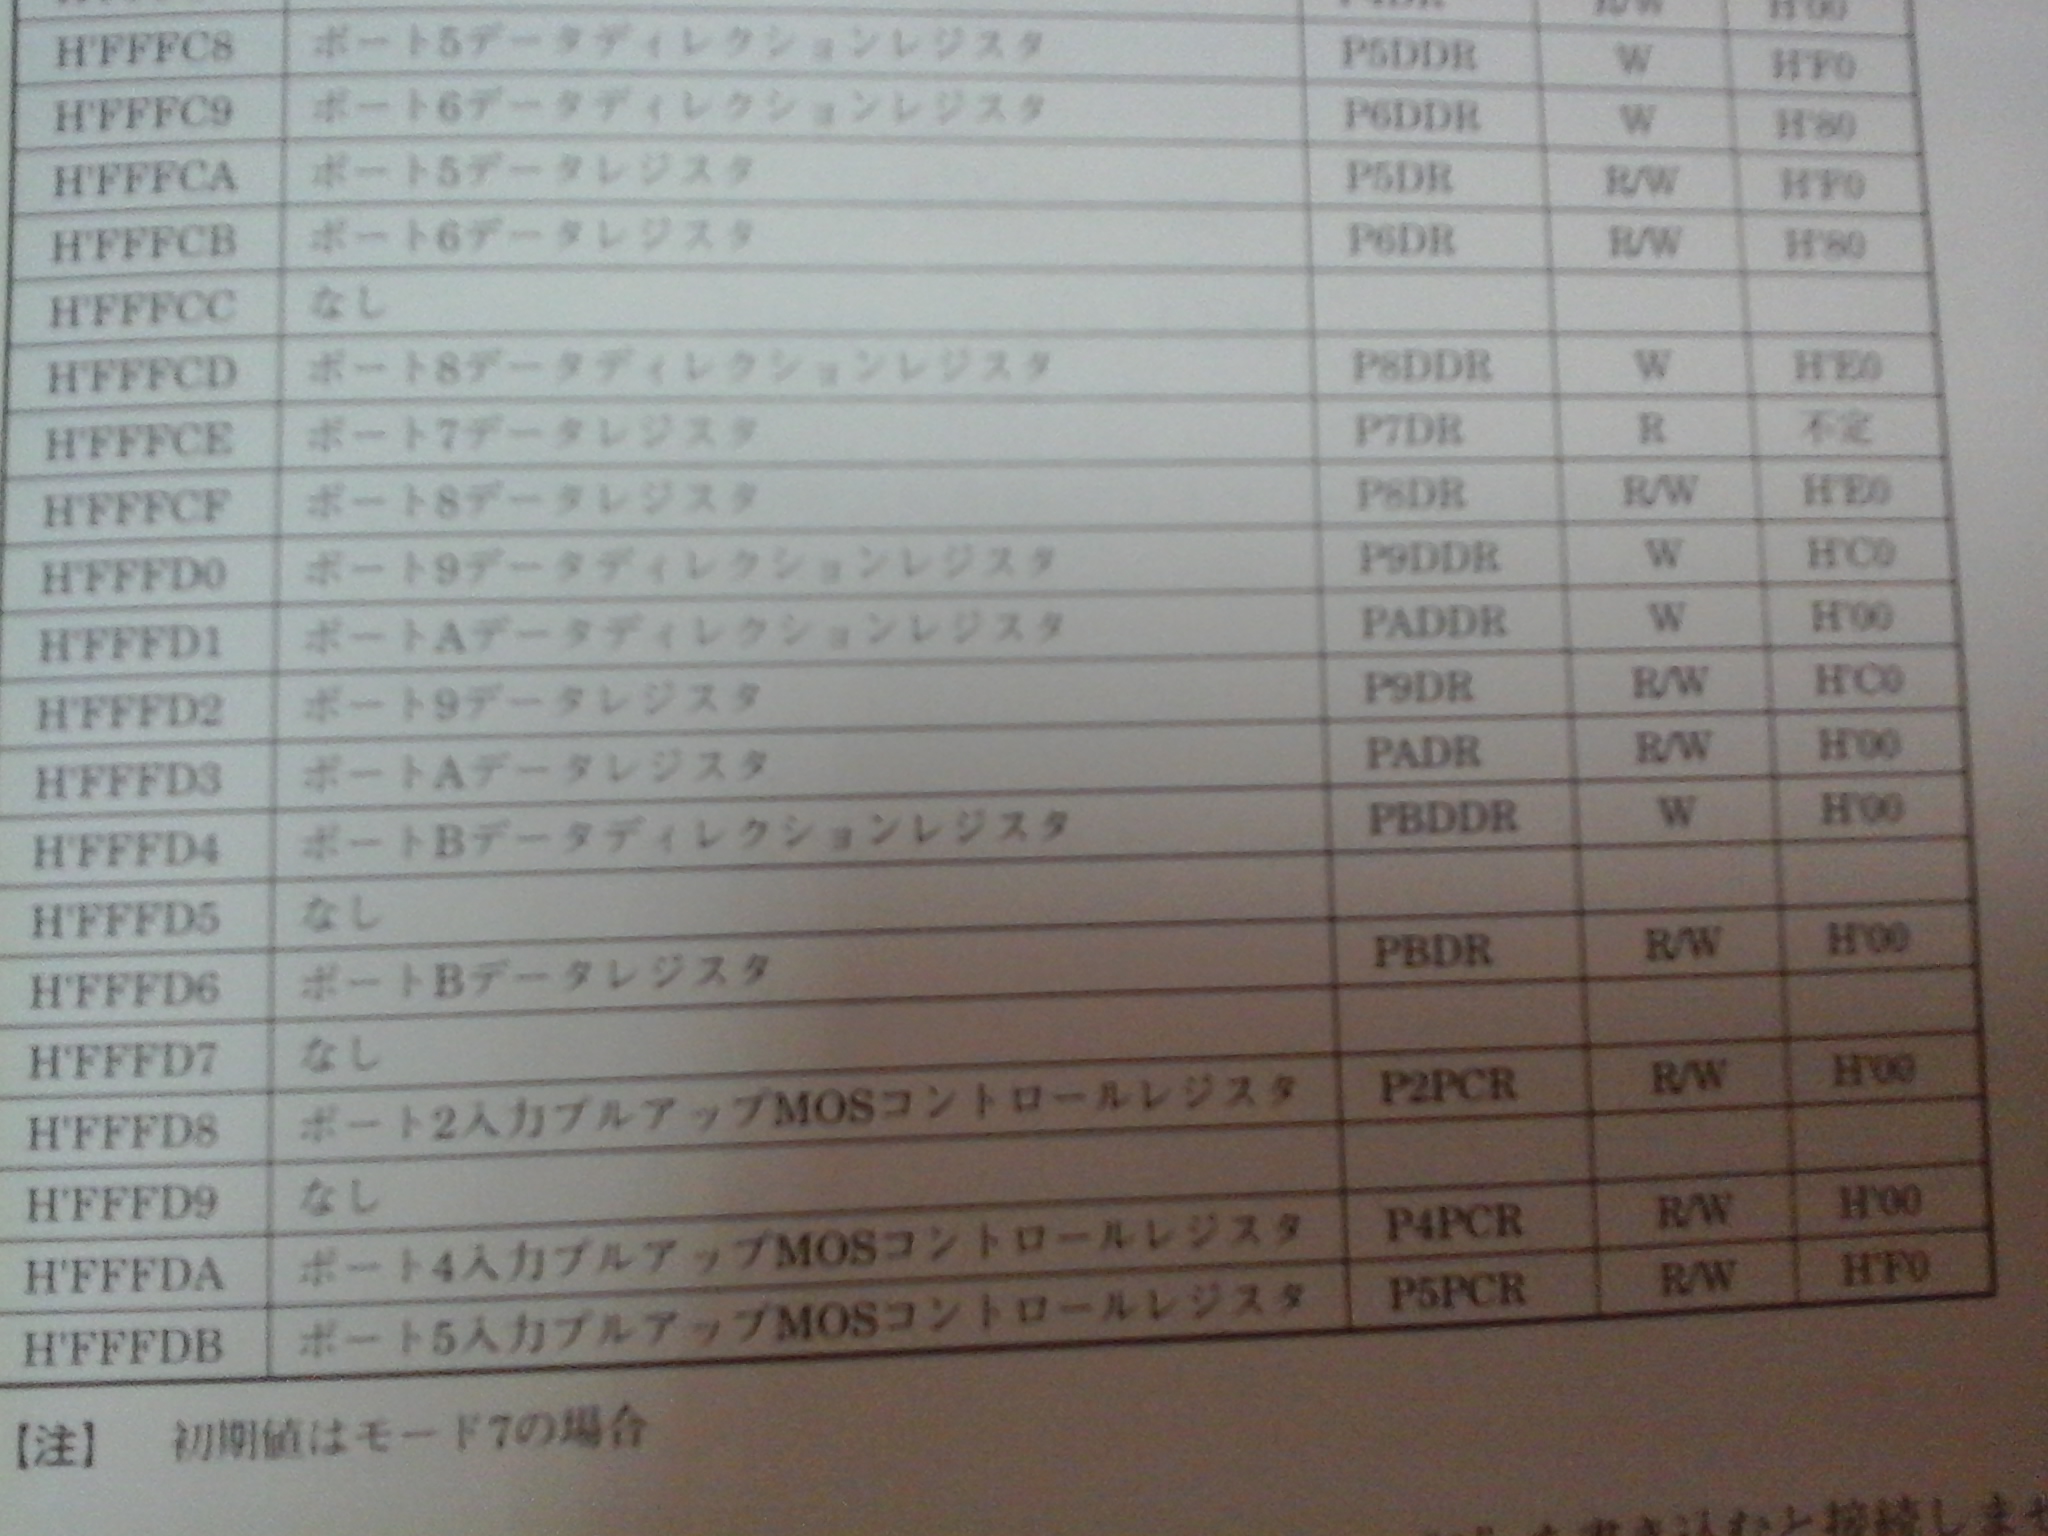 P4DR R/W H'00
H'FFFC8 ポート5データディレクションレジスタ P5DDR W H'F0
H'FFFC9 ポート6データディレクションレジスタ P6DDR W H'80
H'FFFCA ポート5データレジスタ P5DR R/W H'F0
H'FFFCB ポート6データレジスタ P6DR R/W H'80
H'FFFCC なし
H'FFFCD ポート8データディレクションレジスタ P8DDR W H'E0
H'FFFCE ポート7データレジスタ P7DR R 不定
H'FFFCF ポート8データレジスタ P8DR R/W H'E0
H'FFFD0 ポート9データディレクションレジスタ P9DDR W H'C0
H'FFFD1 ポートAデータディレクションレジスタ PADDR W H'00
H'FFFD2 ポート9データレジスタ P9DR R/W H'C0
H'FFFD3 ポートAデータレジスタ PADR R/W H'00
H'FFFD4 ポートBデータディレクションレジスタ PBDDR W H'00
H'FFFD5 なし
H'FFFD6 ポートBデータレジスタ PBDR R/W H'00
H'FFFD7 なし
H'FFFD8 ポート2入力プルアップMOSコントロールレジスタ P2PCR R/W H'00
H'FFFD9 なし
H'FFFDA ポート4入力プルアップMOSコントロールレジスタ P4PCR R/W H'00
H'FFFDB ポート5入力プルアップMOSコントロールレジスタ P5PCR R/W H'F0
【注】 初期値はモード7の場合
書き込むと接続しませ